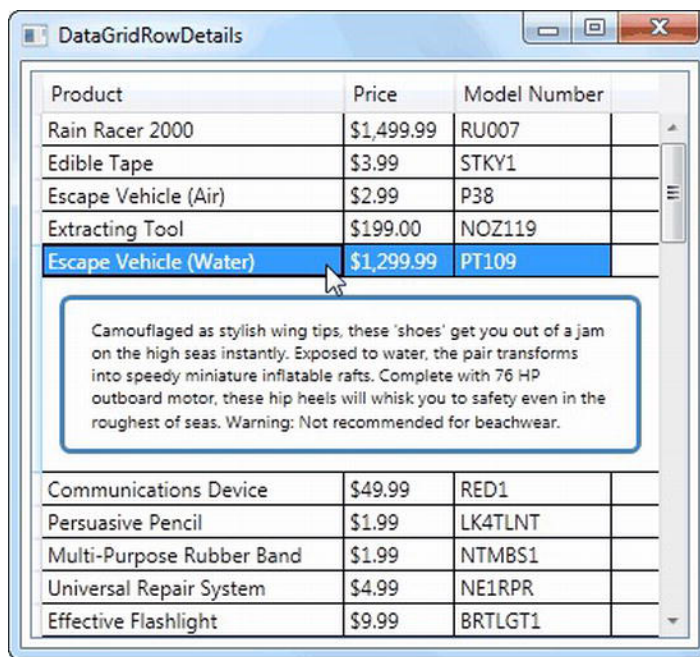 DataGridRowDetails
Product Price Model Number
Rain Racer 2000 $1,499.99 RU007
Edible Tape $3.99 STKY1
Escape Vehicle (Air) $2.99 P38
Extracting Tool $199.00 NOZ119
Escape Vehicle (Water) $1,299.99 PT109
Camouflaged as stylish wing tips, these 'shoes' get you out of a jam
on the high seas instantly. Exposed to water, the pair transforms
into speedy miniature inflatable rafts. Complete with 76 HP
outboard motor, these hip heels will whisk you to safety even in the
roughest of seas. Warning: Not recommended for beachwear.
Communications Device $49.99 RED1
Persuasive Pencil $1.99 LK4TLNT
Multi-Purpose Rubber Band $1.99 NTMBS1
Universal Repair System $4.99 NE1RPR
Effective Flashlight $9.99 BRTLGT1